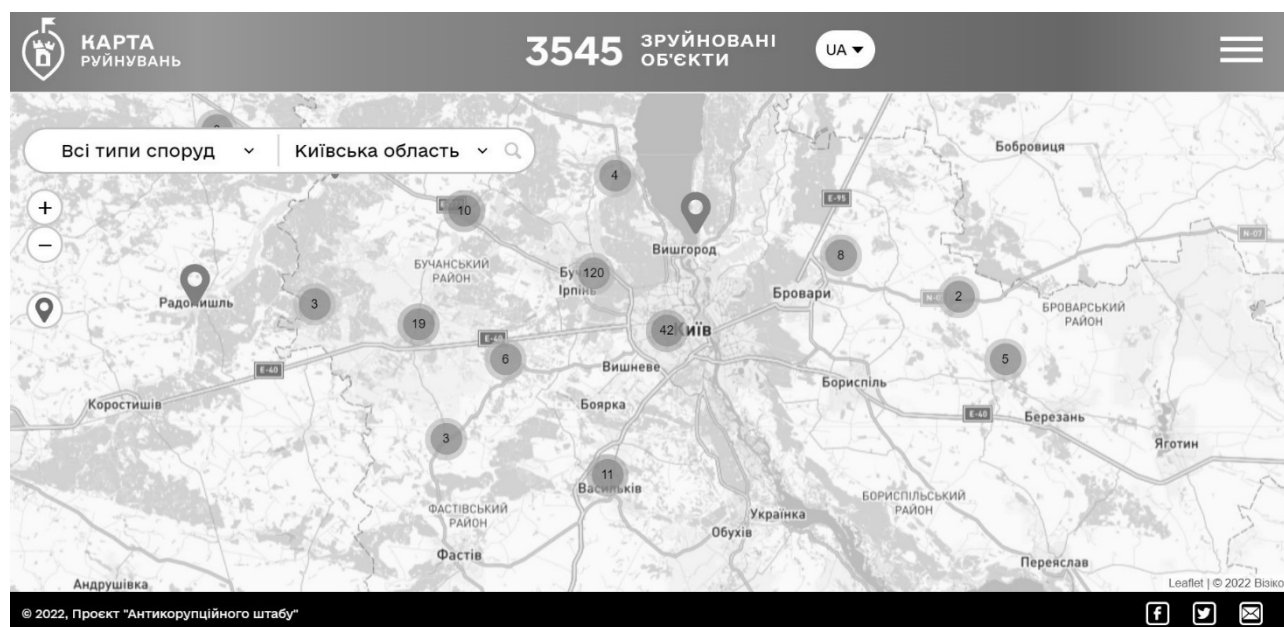 КАРТА
РУЙНУВАНЬ
3545
ЗРУЙНОВАНІ
ОБ'ЄКТИ
UA
Всі типи споруд
Київська область
Бобровиця
4
E-95
10
N-07
+
−
Вишгород
8
БУЧАНСЬКИЙ
РАЙОН
120
Ірпінь
Бровари
2
Радомишль
3
БРОВАРСЬКИЙ
РАЙОН
19
42
Київ
E-40
6
5
Вишневе
E-40
Бориспіль
Коростишів
Боярка
E-40
Березань
3
Яготин
11
Васильків
БОРИСПІЛЬСЬКИЙ
РАЙОН
ФАСТІВСЬКИЙ
РАЙОН
Українка
Обухів
Фастів
Переяслав
Андрушівка
Leaflet | © 2022 Візіко
© 2022, Проєкт "Антикорупційного штабу"